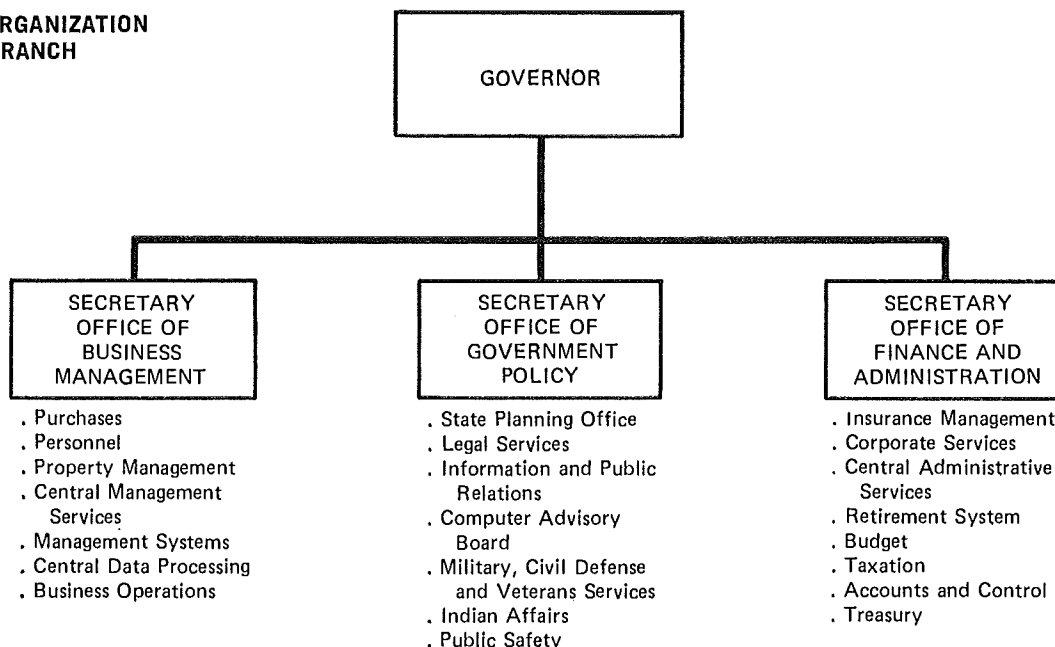 RGANIZATION
RANCH
GOVERNOR
SECRETARY
OFFICE OF
BUSINESS
MANAGEMENT
. Purchases
. Personnel
. Property Management
. Central Management
Services
. Management Systems
. Central Data Processing
. Business Operations
SECRETARY
OFFICE OF
GOVERNMENT
POLICY
. State Planning Office
. Legal Services
. Information and Public
Relations
. Computer Advisory
Board
. Military, Civil Defense
and Veterans Services
. Indian Affairs
. Public Safety
SECRETARY
OFFICE OF
FINANCE AND
ADMINISTRATION
. Insurance Management
. Corporate Services
. Central Administrative
Services
. Retirement System
. Budget
. Taxation
. Accounts and Control
. Treasury